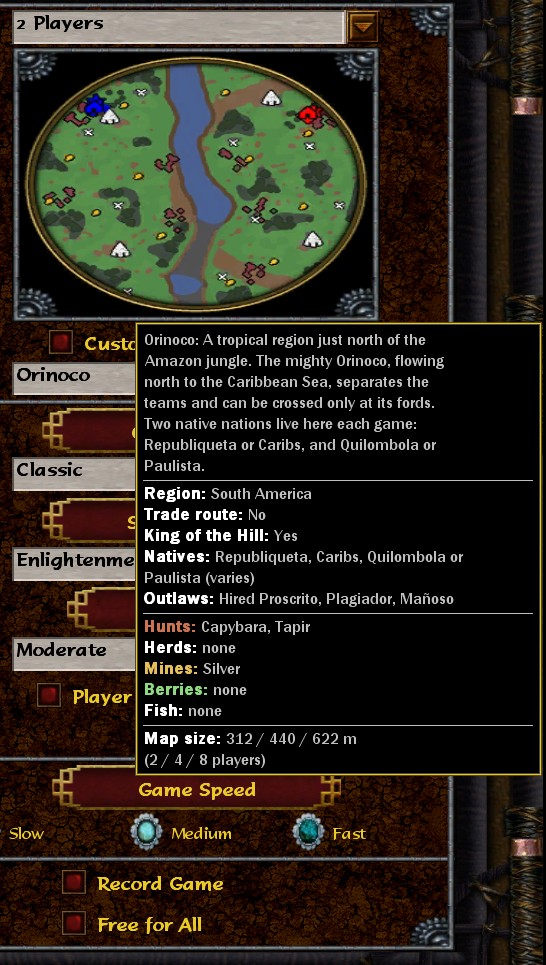 2 Players
Custo
Orinoco
Classic
S
Enlightenme
Moderate
Player
Orinoco: A tropical region just north of the
Amazon jungle. The mighty Orinoco, flowing
north to the Caribbean Sea, separates the
teams and can be crossed only at its fords.
Two native nations live here each game:
Republiqueta or Caribs, and Quilombola or
Paulista.
Region: South America
Trade route: No
King of the Hill: Yes
Natives: Republiqueta, Caribs, Quilombola or
Paulista (varies)
Outlaws: Hired Proscrito, Plagiador, Mañoso
Hunts: Capybara, Tapir
Herds: none
Mines: Silver
Berries: none
Fish: none
Map size: 312 / 440 / 622 m
(2 / 4 / 8 players)
Game Speed
Slow Medium Fast
Record Game
Free for All